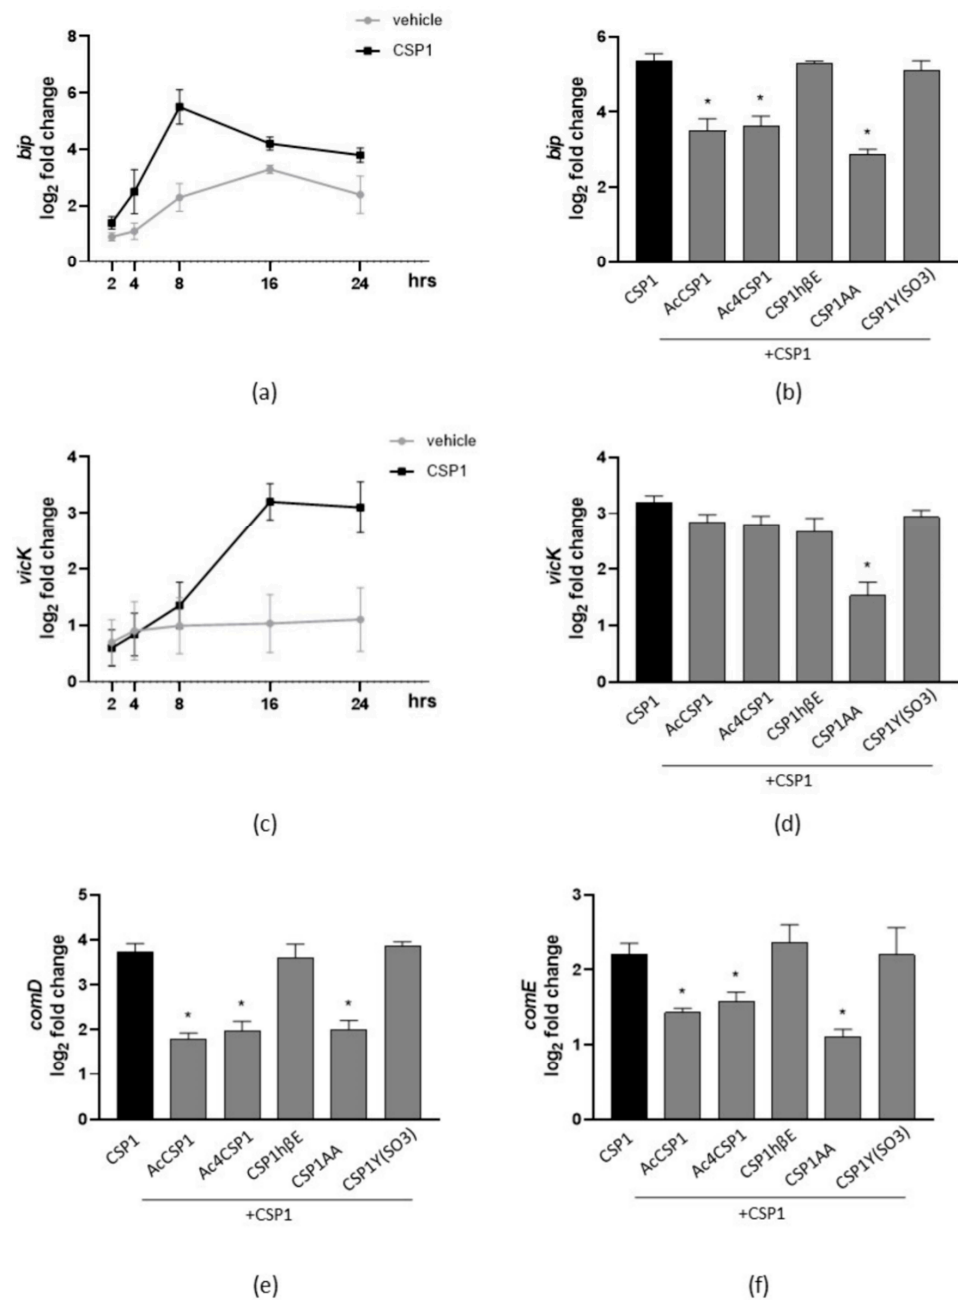 vehicle
CSP1
bip
log2 fold change
8
6
4
2
0
2 4 8 16 24 hrs
(a)
bip
log2 fold change
6
4
2
0
* * *
CSP1 AcCSP1 Ac4CSP1 CSP1hβE CSP1AA CSP1Y(SO3)
+CSP1
(b)
vehicle
CSP1
vicK
log2 fold change
4
3
2
1
0
2 4 8 16 24 hrs
(c)
vicK
log2 fold change
4
3
2
1
0
*
CSP1 AcCSP1 Ac4CSP1 CSP1hβE CSP1AA CSP1Y(SO3)
+CSP1
(d)
comD
log2 fold change
5
4
3
2
1
0
* * *
CSP1 AcCSP1 Ac4CSP1 CSP1hβE CSP1AA CSP1Y(SO3)
+CSP1
(e)
comE
log2 fold change
3
2
1
0
* * *
CSP1 AcCSP1 Ac4CSP1 CSP1hβE CSP1AA CSP1Y(SO3)
+CSP1
(f)